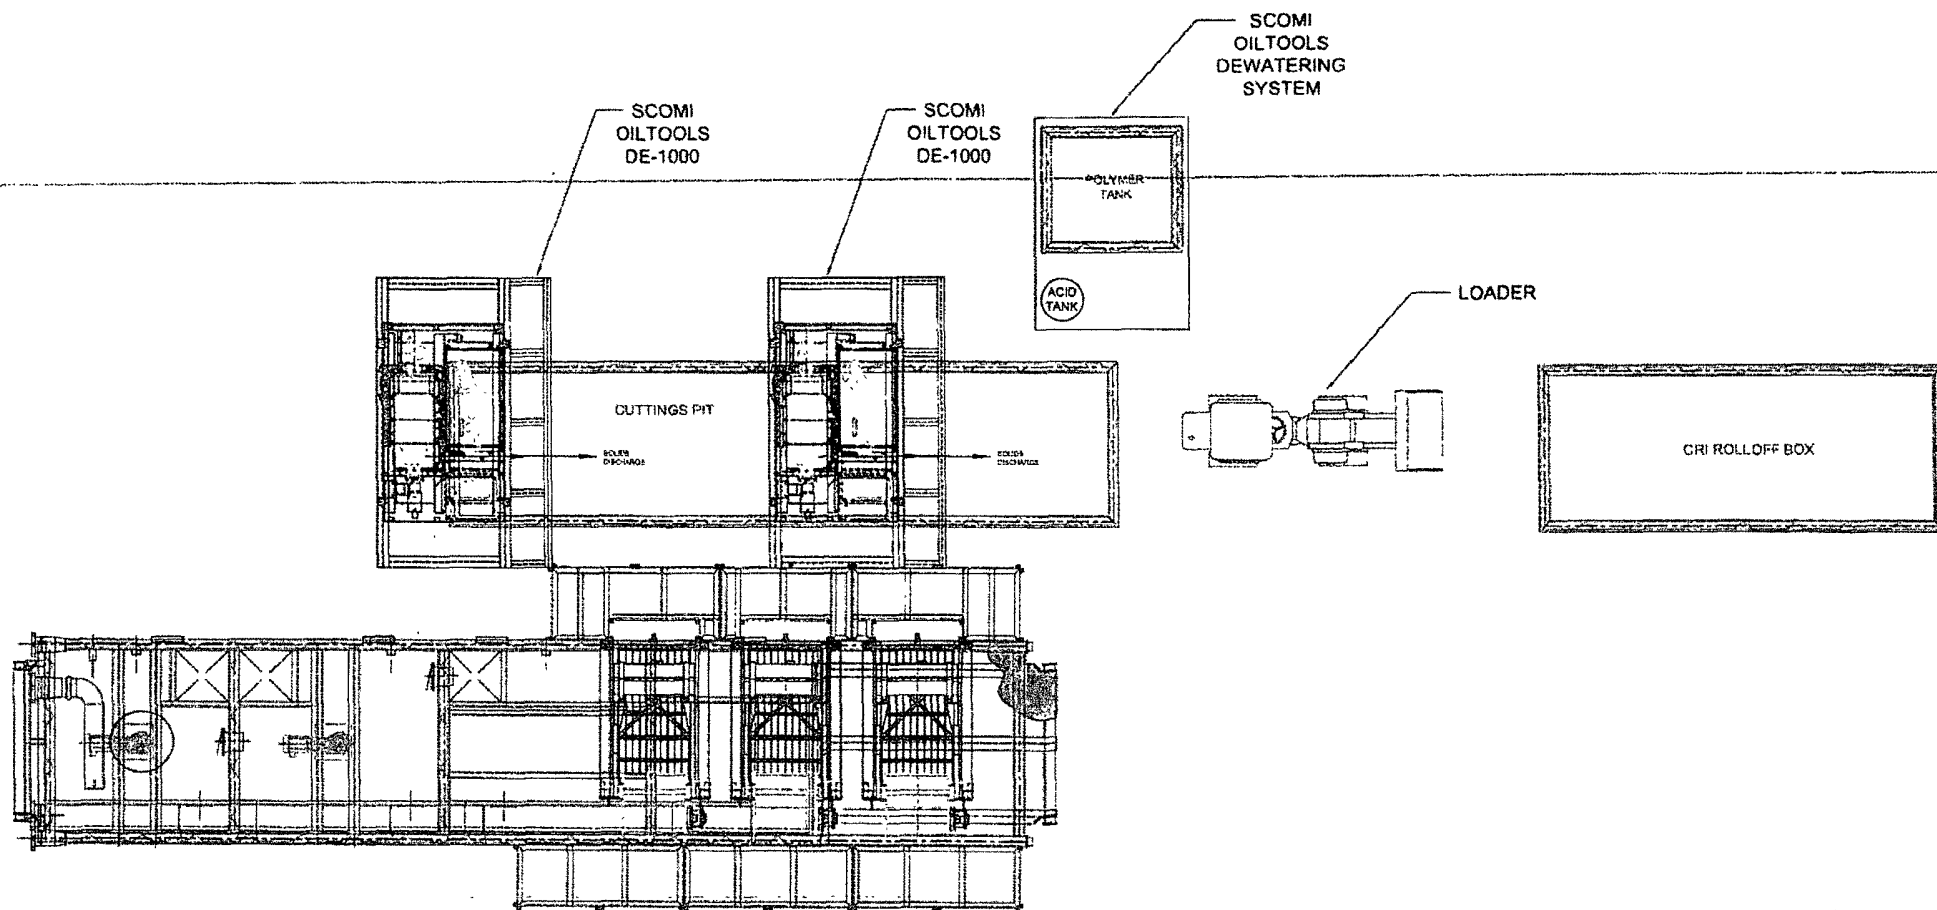 SCOMI
OILTOOLS
DEWATERING
SYSTEM
SCOMI
OILTOOLS
DE-1000
SCOMI
OILTOOLS
DE-1000
POLYMER
TANK
ACID
TANK
LOADER
CUTTINGS PIT
SOLIDS
DISCHARGE
SOLIDS
DISCHARGE
CRI ROLLOFF BOX